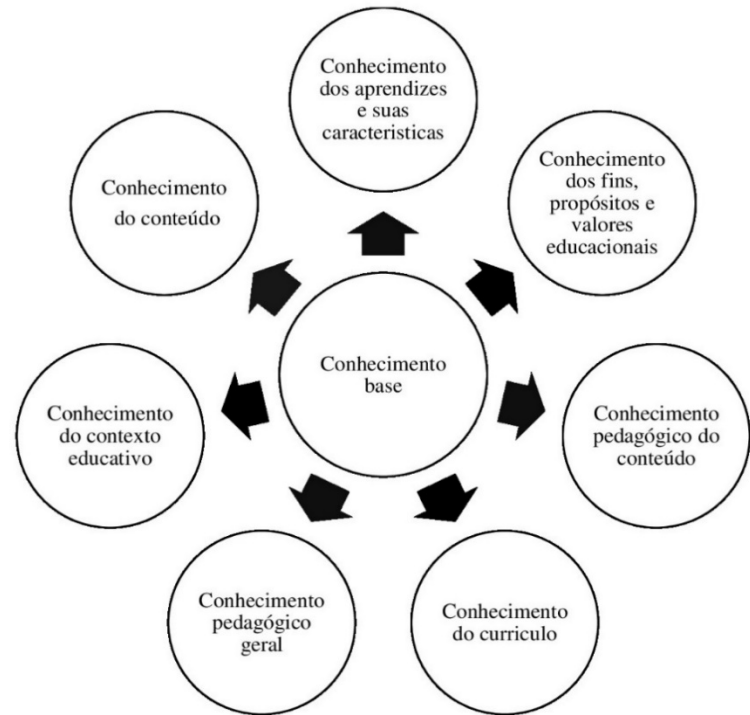 Conhecimento
dos aprendizes
e suas
caracteristicas
Conhecimento
dos fins,
propósitos e
valores
educacionais
Conhecimento
pedagógico do
conteúdo
Conhecimento
do curriculo
Conhecimento
pedagógico
geral
Conhecimento
do contexto
educativo
Conhecimento
do conteúdo
Conhecimento
base